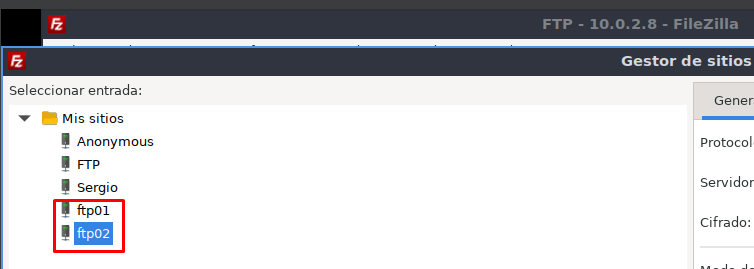 FTP - 10.0.2.8 - FileZilla
Gestor de sitios
Seleccionar entrada:
Mis sitios
Anonymous
FTP
Sergio
ftp01
ftp02
Gener
Protocol
Servidor
Cifrado: